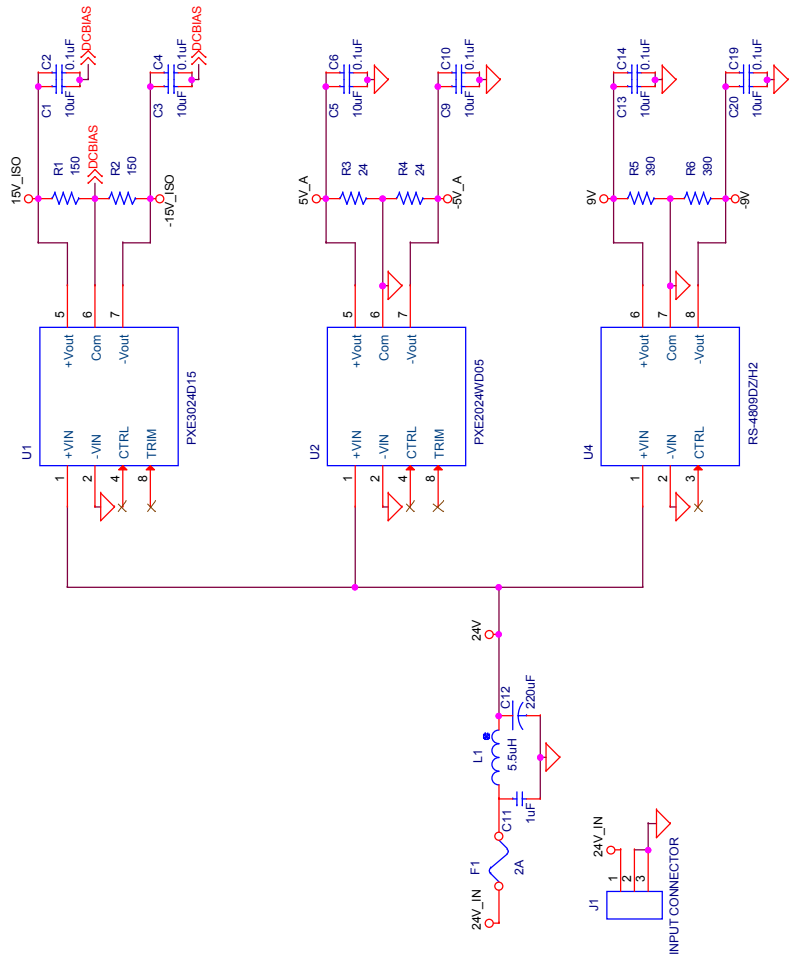 15V_ISO
R1
150
R2
150
-15V_ISO
DCBIAS
C1
10uF
C2
0.1uF
DCBIAS
C3
10uF
C4
0.1uF
DCBIAS
U1
PXE3024D15
1
+VIN
2
-VIN
4
CTRL
8
TRIM
+Vout
5
Com
6
-Vout
7
5V_A
R3
24
R4
24
-5V_A
C5
10uF
C6
0.1uF
C9
10uF
C10
0.1uF
U2
PXE2024WD05
1
+VIN
2
-VIN
4
CTRL
8
TRIM
+Vout
5
Com
6
-Vout
7
9V
R5
390
R6
390
-9V
C13
10uF
C14
0.1uF
C20
10uF
C19
0.1uF
U4
RS-4809DZ/H2
1
+VIN
2
-VIN
3
CTRL
+Vout
6
Com
7
-Vout
8
24V_IN
F1
2A
C11
1uF
L1
5.5uH
C12
220uF
24V
J1
INPUT CONNECTOR
1
2
3
24V_IN